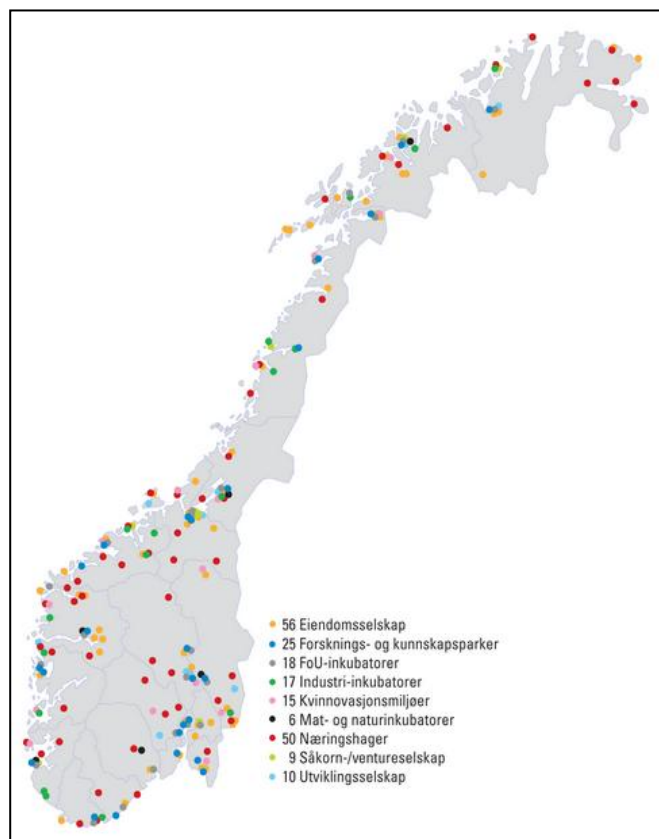 56 Eiendomsselskap
25 Forsknings- og kunnskapsparker
18 FoU-inkubatorer
17 Industri-inkubatorer
15 Kvinnovasjonsmiljøer
6 Mat- og naturinkubatorer
50 Næringshager
9 Såkorn-/ventureselskap
10 Utviklingsselskap